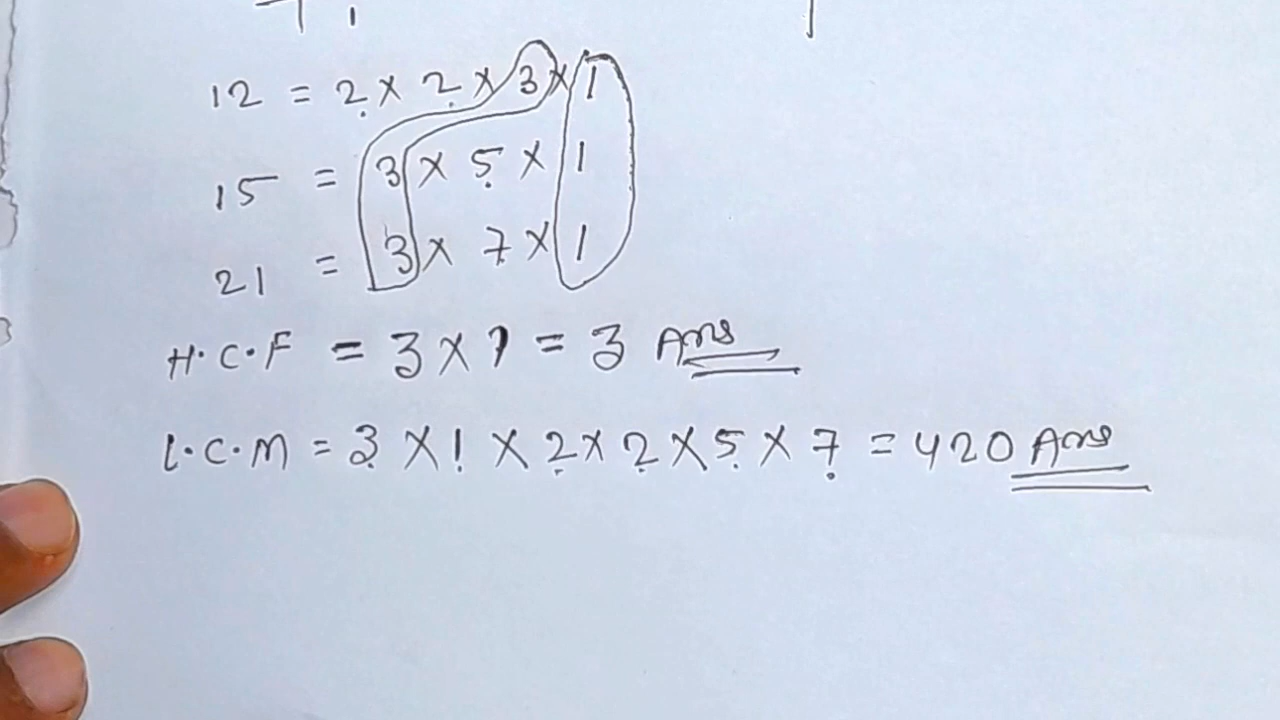 12 = 2 × 2 × 3 × 1
15 = 3 × 5 × 1
21 = 3 × 7 × 1
H.C.F = 3 × 1 = 3 Ans
L.C.M = 3 × 1 × 2 × 2 × 5 × 7 = 420 Ans